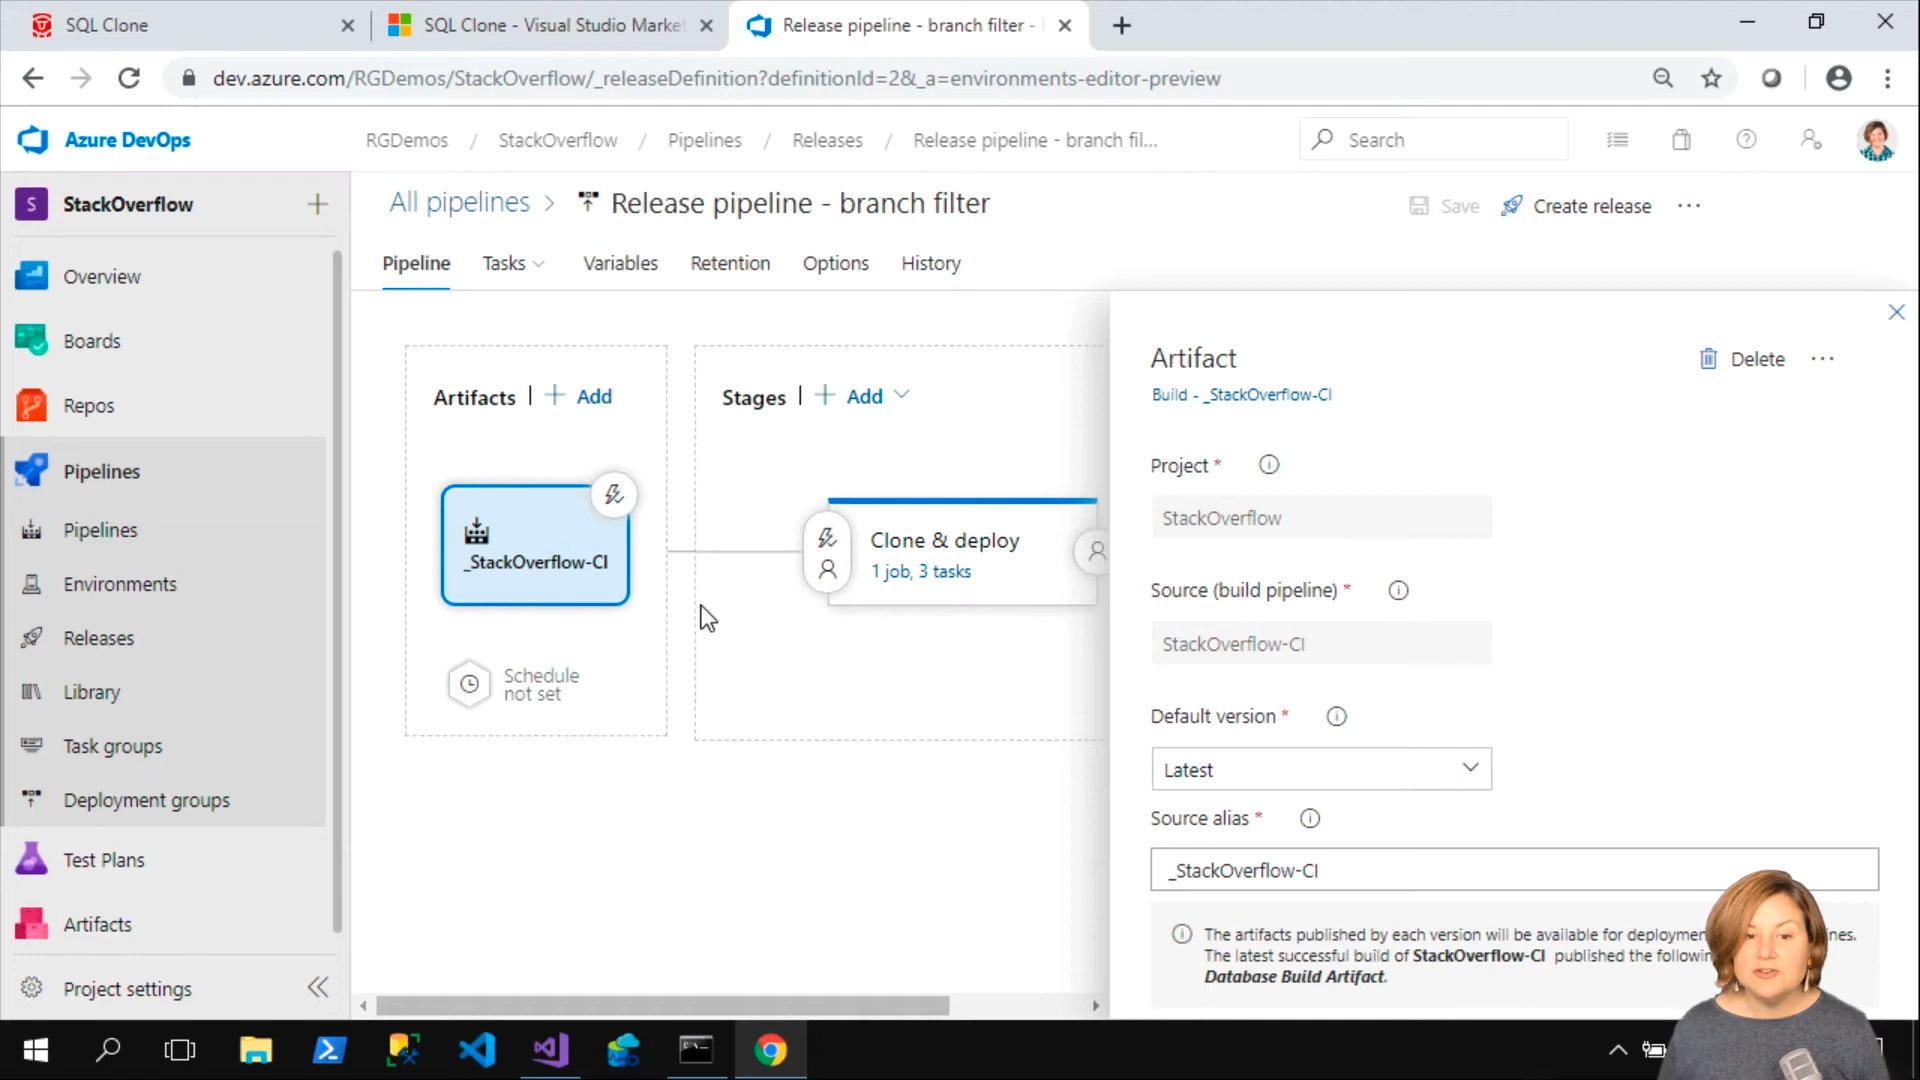 SQL Clone
SQL Clone - Visual Studio Market
Release pipeline - branch filter -
dev.azure.com/RGDemos/StackOverflow/_releaseDefinition?definitionId=2&_a=environments-editor-preview
Azure DevOps
RGDemos / StackOverflow / Pipelines / Releases / Release pipeline - branch fil...
Search
S StackOverflow
All pipelines > Release pipeline - branch filter
Save Create release
Overview
Boards
Repos
Pipelines
Pipelines
Environments
Releases
Library
Task groups
Deployment groups
Test Plans
Artifacts
Project settings
Pipeline Tasks Variables Retention Options History
Artifacts | + Add
_StackOverflow-CI
Schedule
not set
Stages | + Add
Clone & deploy
1 job, 3 tasks
Artifact
Delete
Build - _StackOverflow-CI
Project *
StackOverflow
Source (build pipeline) *
StackOverflow-CI
Default version *
Latest
Source alias *
_StackOverflow-CI
The artifacts published by each version will be available for deploymen nes.
The latest successful build of StackOverflow-CI published the followin
Database Build Artifact.